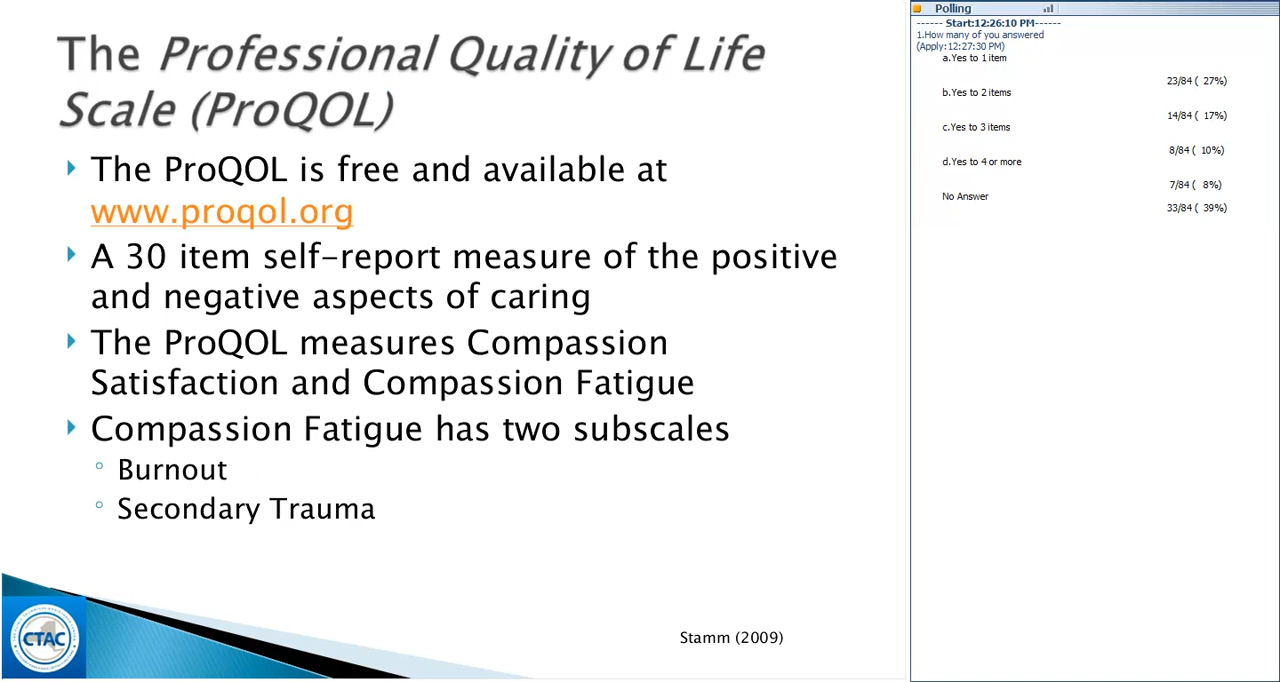 The Professional Quality of Life
Scale (ProQOL)
The ProQOL is free and available at
www.proqol.org
A 30 item self-report measure of the positive
and negative aspects of caring
The ProQOL measures Compassion
Satisfaction and Compassion Fatigue
Compassion Fatigue has two subscales
Burnout
Secondary Trauma
CTAC
Stamm (2009)
Polling
------ Start:12:26:10 PM------
1.How many of you answered
(Apply:12:27:30 PM)
a.Yes to 1 item
23/84 ( 27%)
b.Yes to 2 items
14/84 ( 17%)
c.Yes to 3 items
8/84 ( 10%)
d.Yes to 4 or more
7/84 ( 8%)
No Answer
33/84 ( 39%)